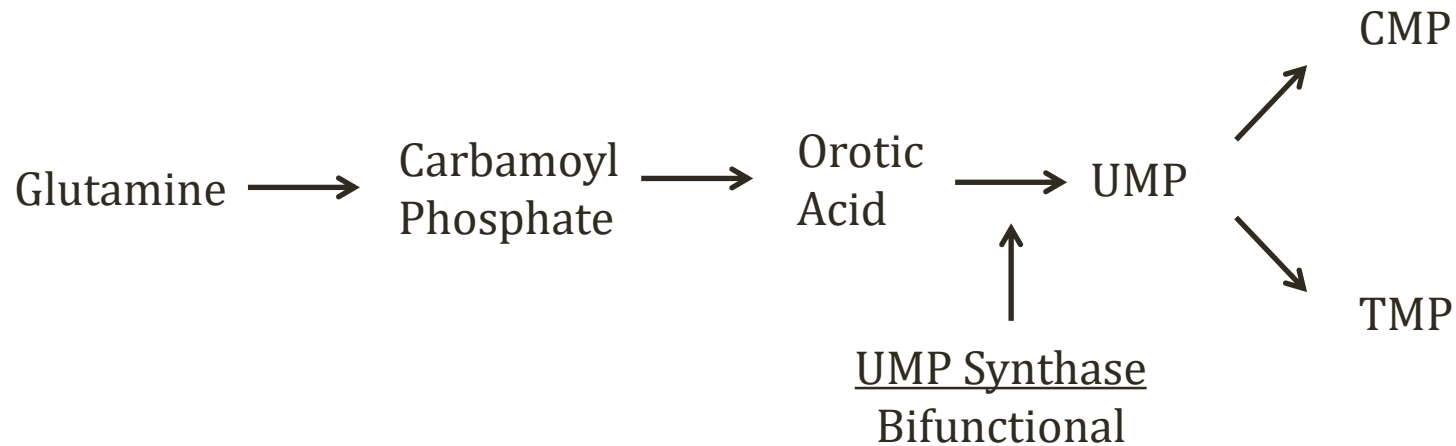 CMP
Glutamine
Carbamoyl
Phosphate
Orotic
Acid
UMP
TMP
UMP Synthase
Bifunctional